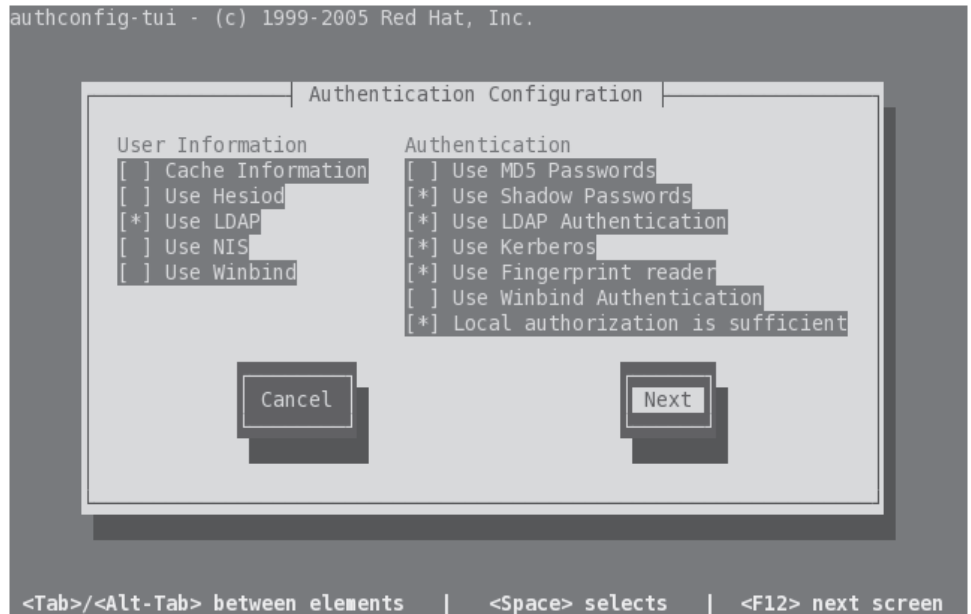 authconfig-tui - (c) 1999-2005 Red Hat, Inc.
Authentication Configuration
User Information
[ ] Cache Information
[ ] Use Hesiod
[*] Use LDAP
[ ] Use NIS
[ ] Use Winbind
Authentication
[ ] Use MD5 Passwords
[*] Use Shadow Passwords
[*] Use LDAP Authentication
[*] Use Kerberos
[*] Use Fingerprint reader
[ ] Use Winbind Authentication
[*] Local authorization is sufficient
Cancel
Next
<Tab>/<Alt-Tab> between elements | <Space> selects | <F12> next screen